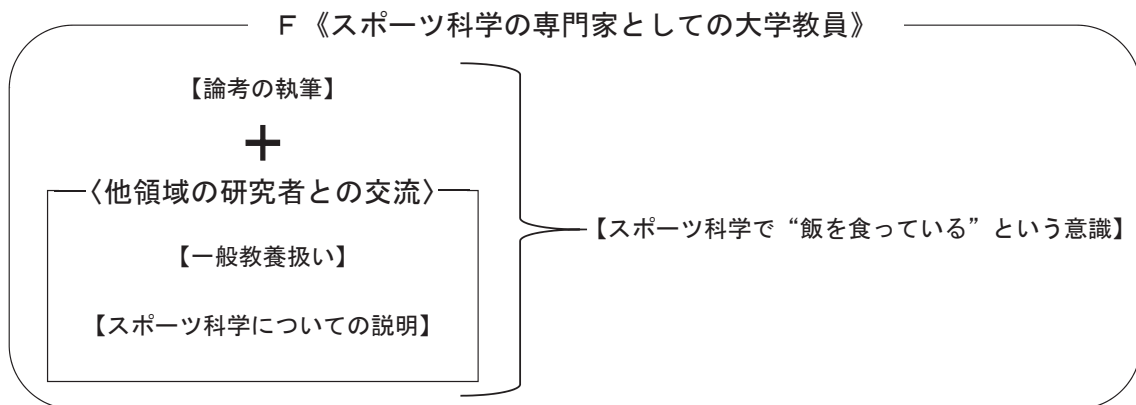 F《スポーツ科学の専門家としての大学教員》
【論考の執筆】
＋
〈他領域の研究者との交流〉
【一般教養扱い】
【スポーツ科学についての説明】
【スポーツ科学で“飯を食っている”という意識】